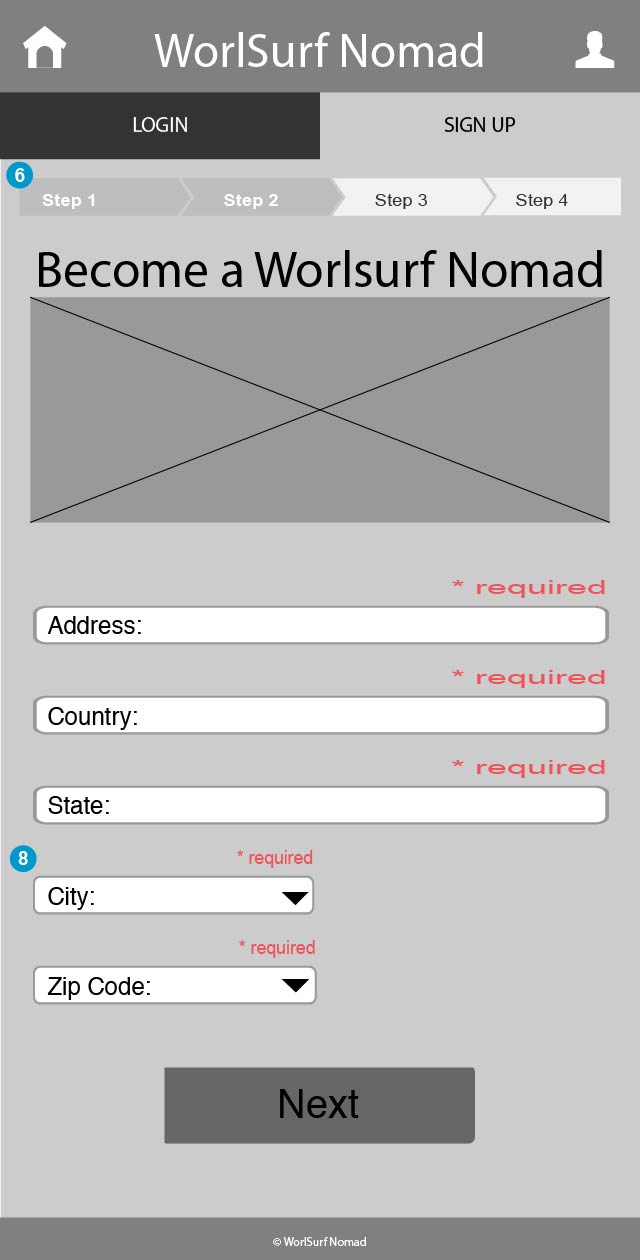 WorlSurf Nomad
LOGIN
SIGN UP
6
Step 1
Step 2
Step 3
Step 4
Become a Worlsurf Nomad
* required
Address:
* required
Country:
* required
State:
8
* required
City:
* required
Zip Code:
Next
© WorlSurf Nomad